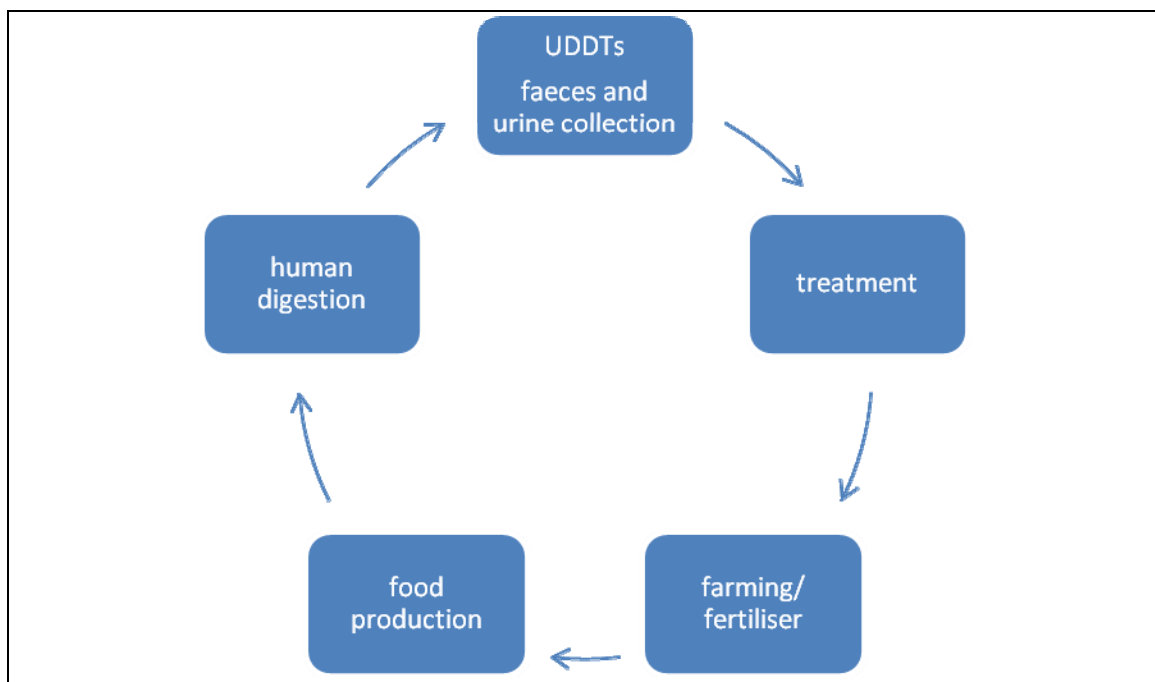 UDDTs
faeces and
urine collection
treatment
farming/
fertiliser
food
production
human
digestion